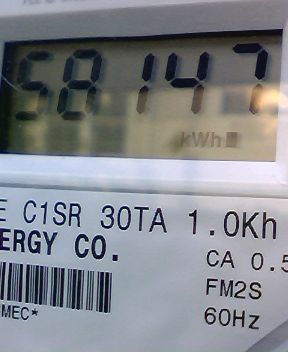 58147
kWh
E C1SR 30TA 1.0Kh
ERGY CO.
CA 0.5
FM2S
60Hz
MEC*